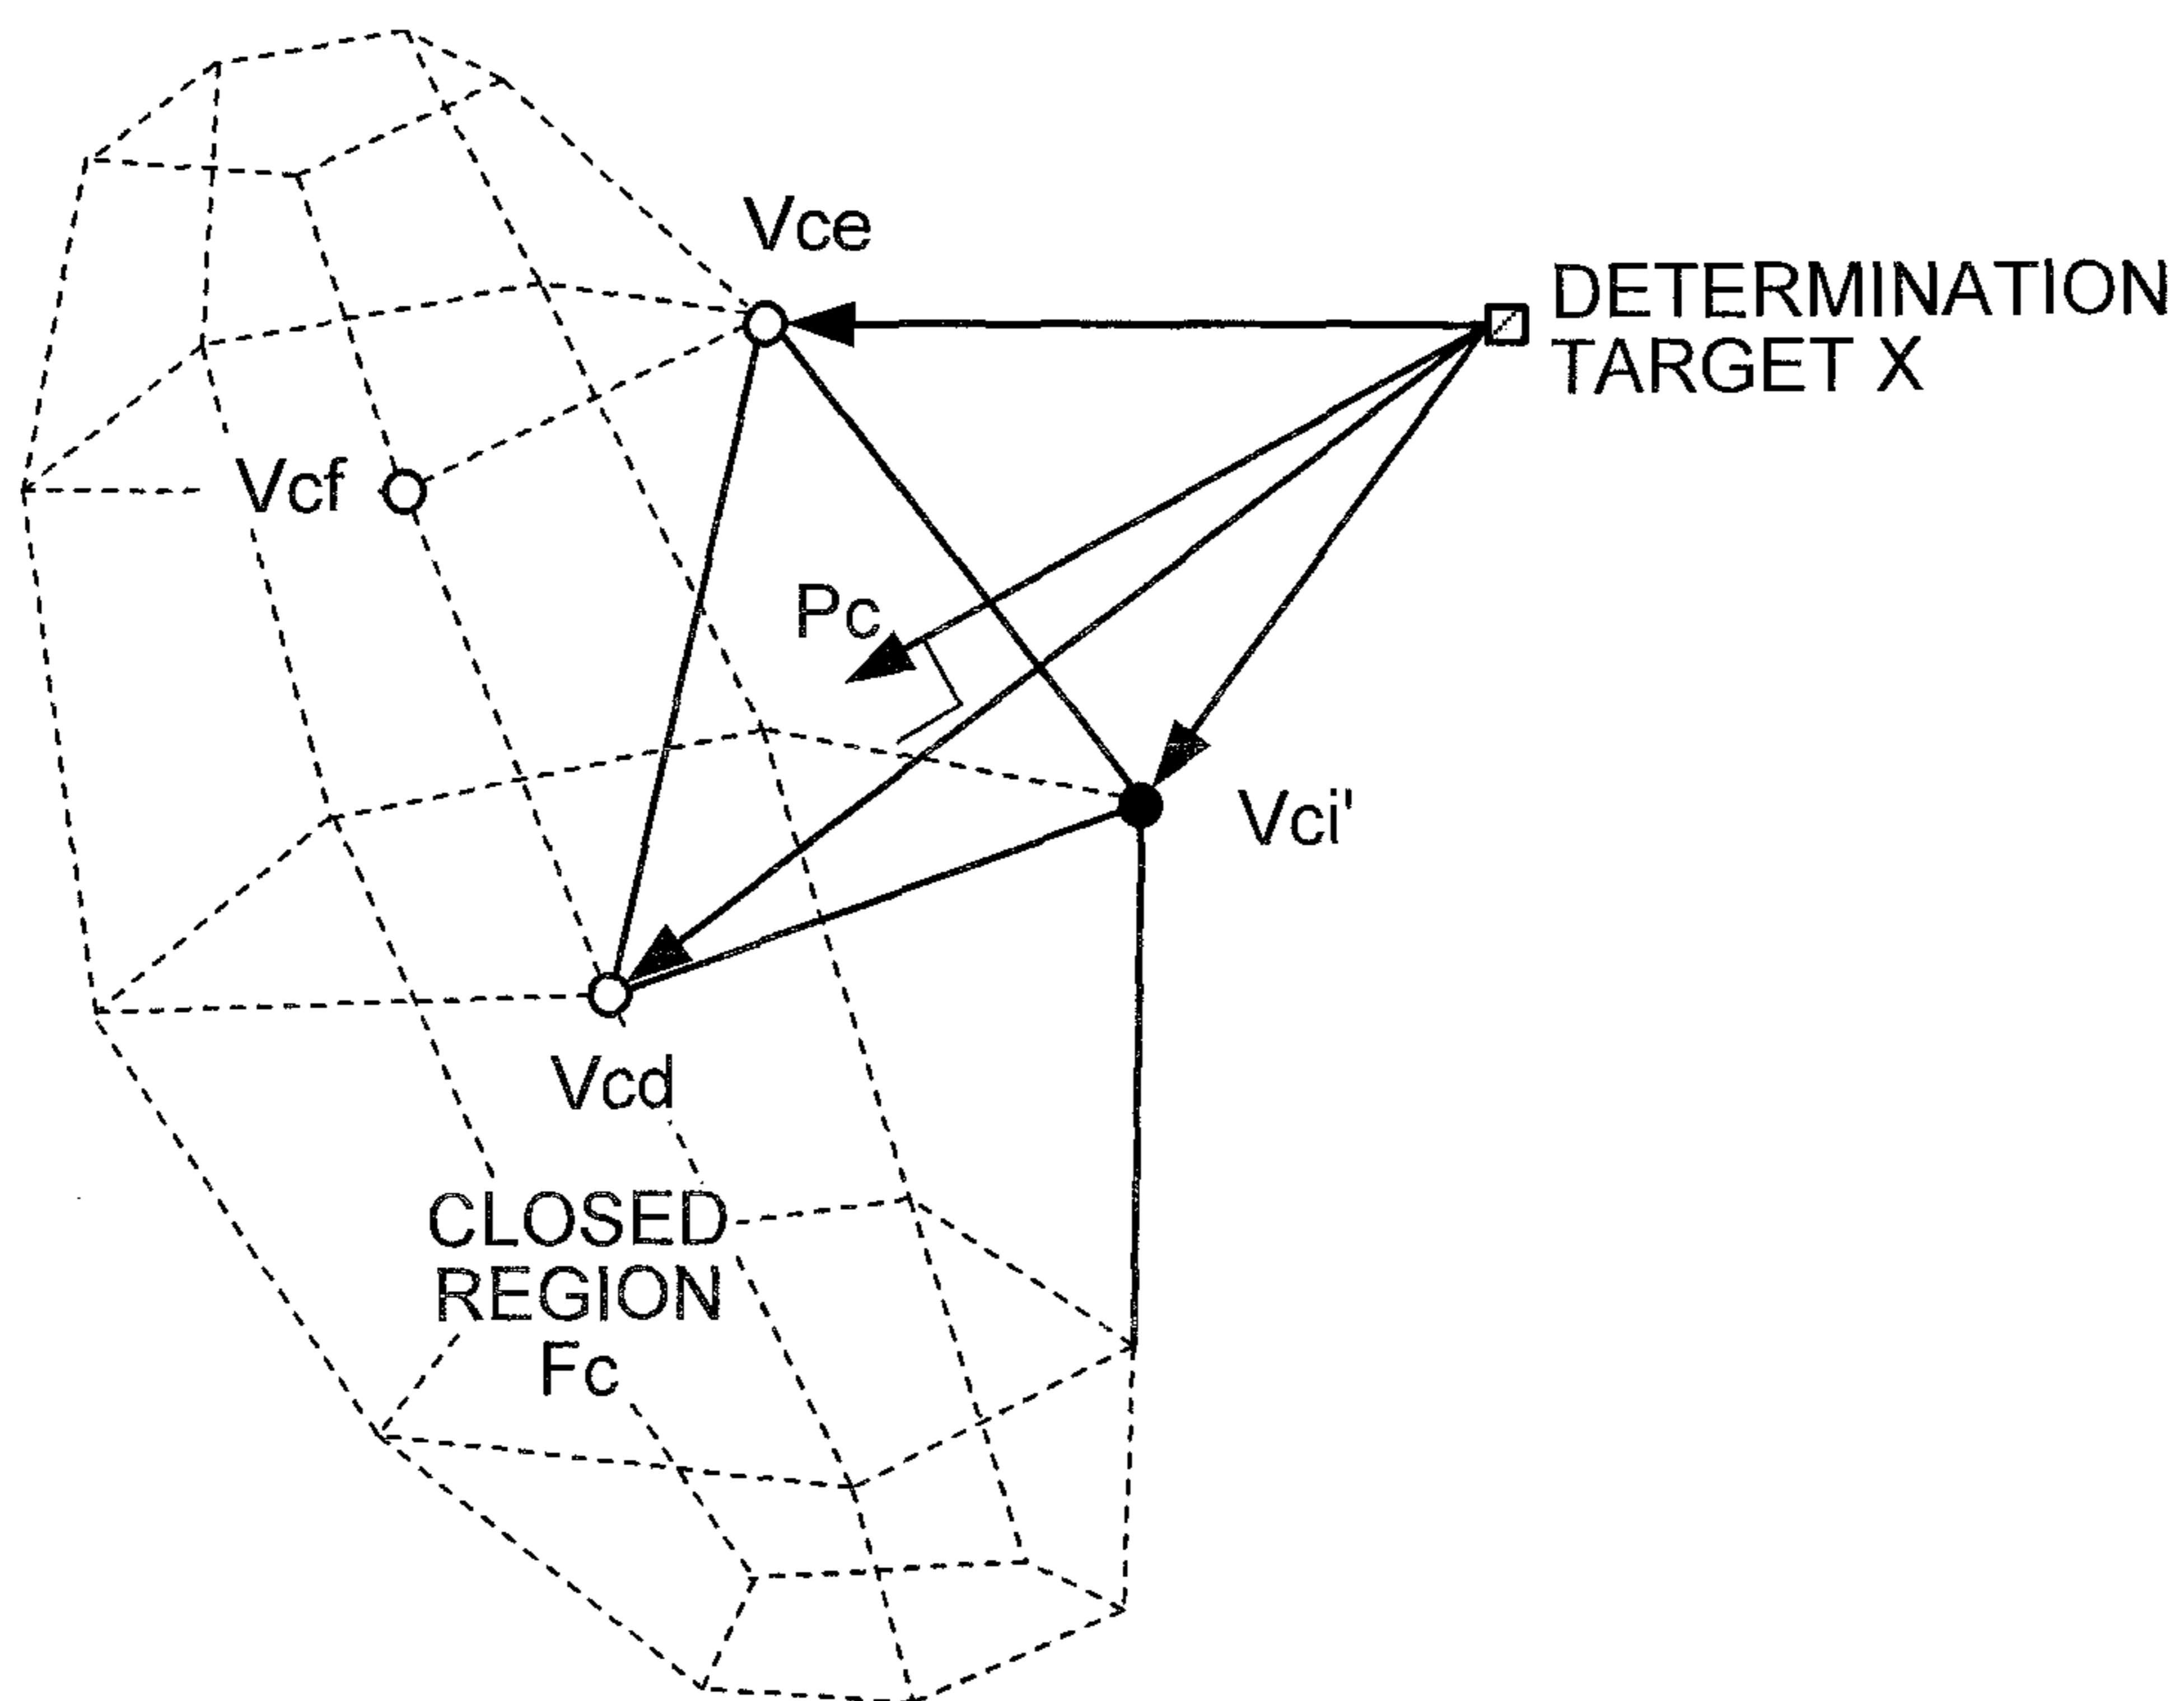 Vce
DETERMINATION
TARGET X
Vcf
Pc
Vci'
Vcd
CLOSED
REGION
Fc